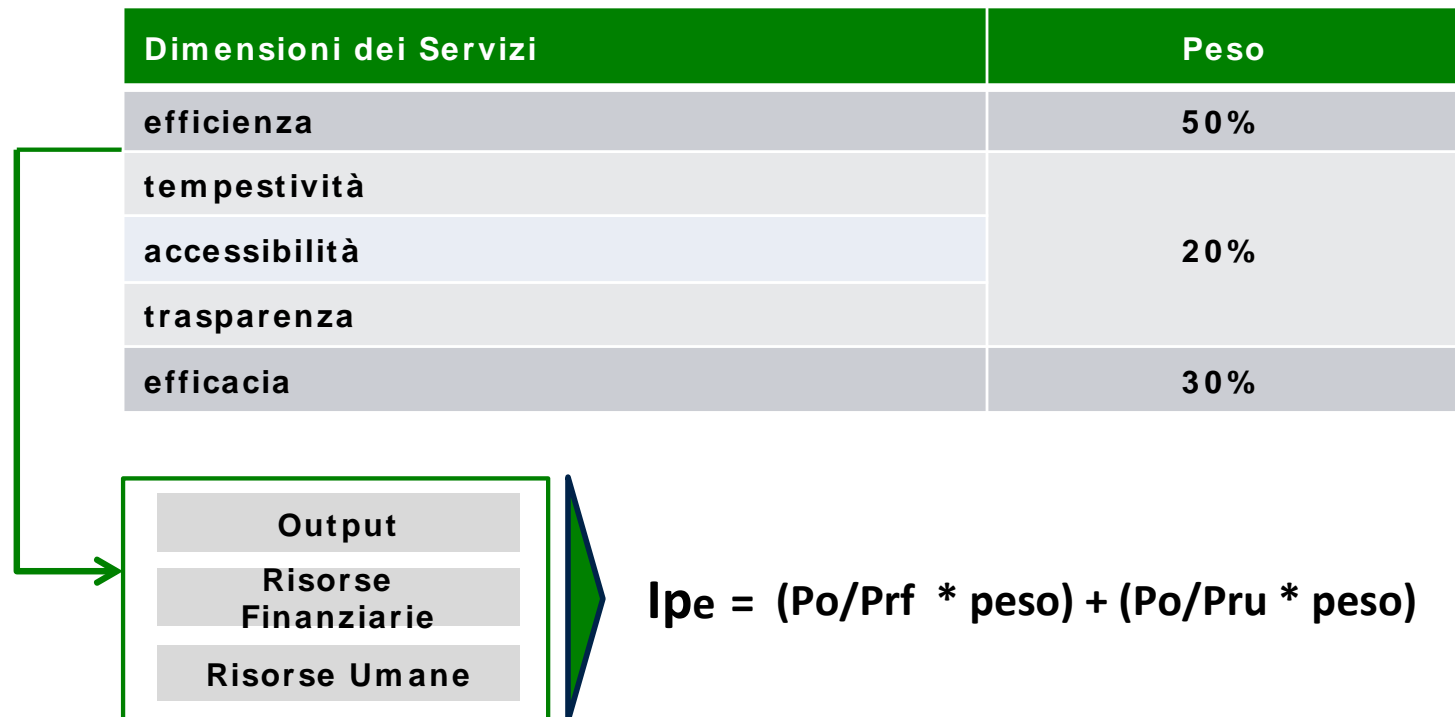 Dimensioni dei Servizi Peso
efficienza 50%
tempestività
accessibilità 20%
trasparenza
efficacia 30%
Output
Risorse
Finanziarie
Risorse Umane
Ipe = (Po/Prf * peso) + (Po/Pru * peso)